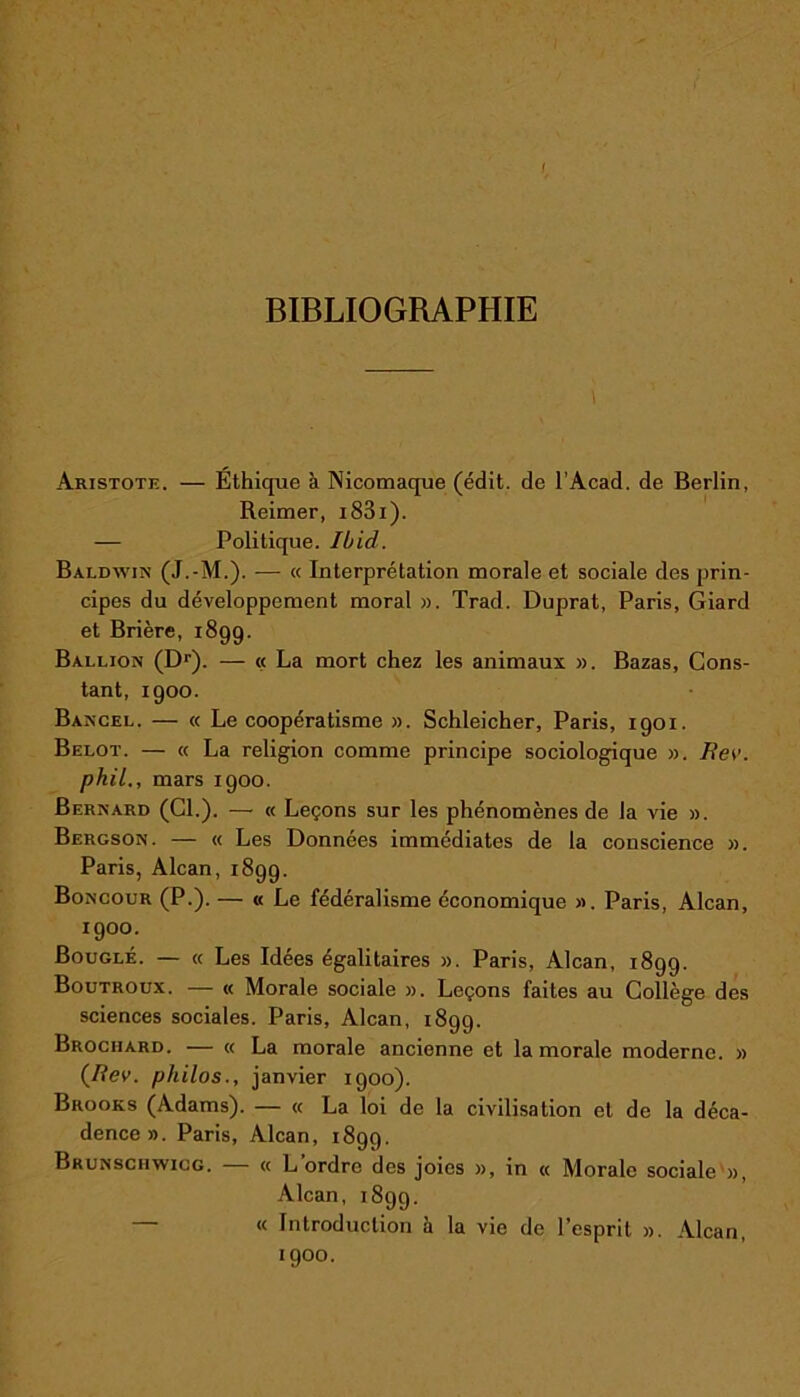 BIBLIOGRAPHIE
Aristote. — Éthique à Nicomaque (édit. de l'Acad. de Berlin,
Reimer, 1831).
— Politique. Ibid.
Baldwin (J.-M.). — « Interprétation morale et sociale des prin-
cipes du développement moral ». Trad. Duprat, Paris, Giard
et Brière, 1899.
Ballion (Dr). — « La mort chez les animaux ». Bazas, Cons-
tant, 1900.
Bancel. — « Le coopératisme ». Schleicher, Paris, 1901.
Belot. — « La religion comme principe sociologique ». Rev.
phil., mars 1900.
Bernard (Cl.). — « Leçons sur les phénomènes de la vie ».
Bergson. — « Les Données immédiates de la conscience ».
Paris, Alcan, 1899.
Boncour (P.). — « Le fédéralisme économique ». Paris, Alcan,
1900.
Bouglé. — « Les Idées égalitaires ». Paris, Alcan, 1899.
Boutroux. — « Morale sociale ». Leçons faites au Collège des
sciences sociales. Paris, Alcan, 1899.
Brochard. — « La morale ancienne et la morale moderne. »
(Rev. philos., janvier 1900).
Brooks (Adams). — « La loi de la civilisation et de la déca-
dence ». Paris, Alcan, 1899.
Brunschwicg. — « L'ordre des joies », in « Morale sociale »,
Alcan, 1899.
— « Introduction à la vie de l'esprit ». Alcan,
1900.